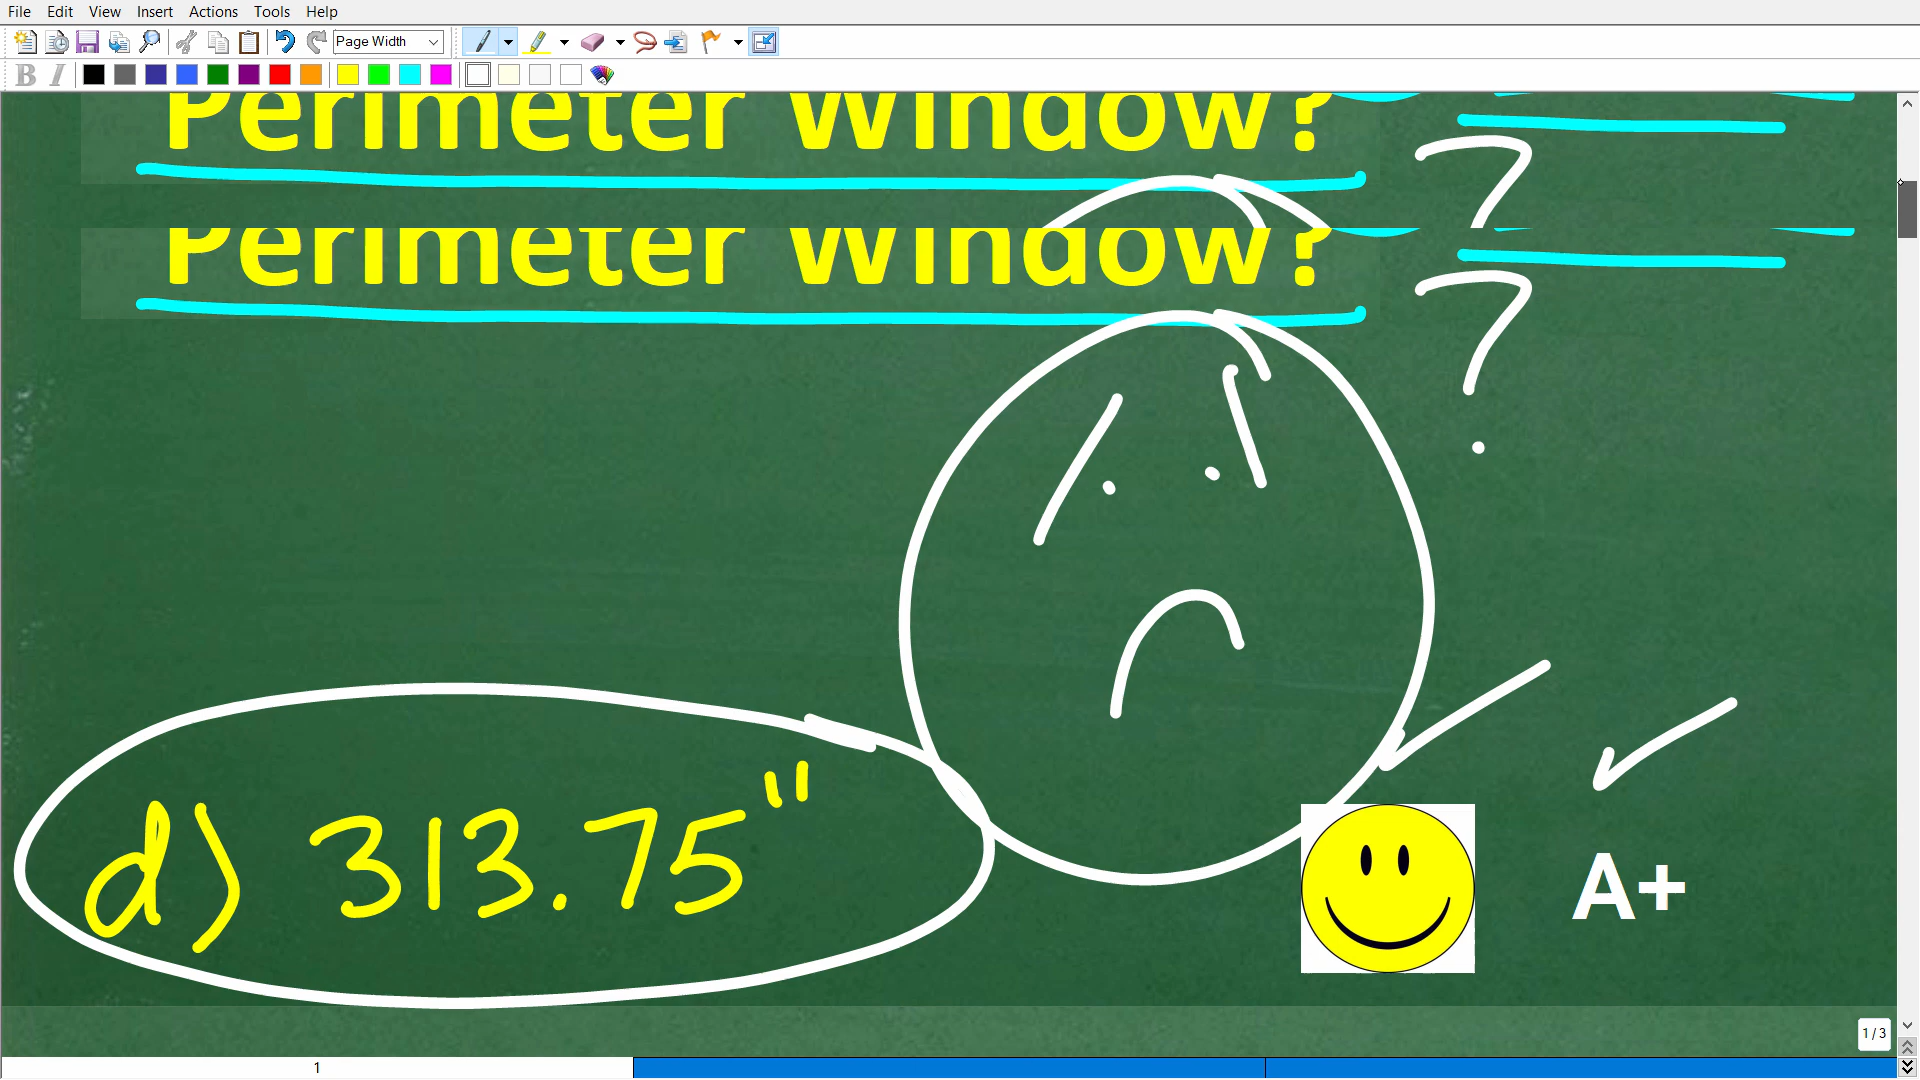 File Edit View Insert Actions Tools Help
Page Width
B I
Perimeter Window?
?
Perimeter Window?
?
d) 313.75"
A+
1 / 3
1